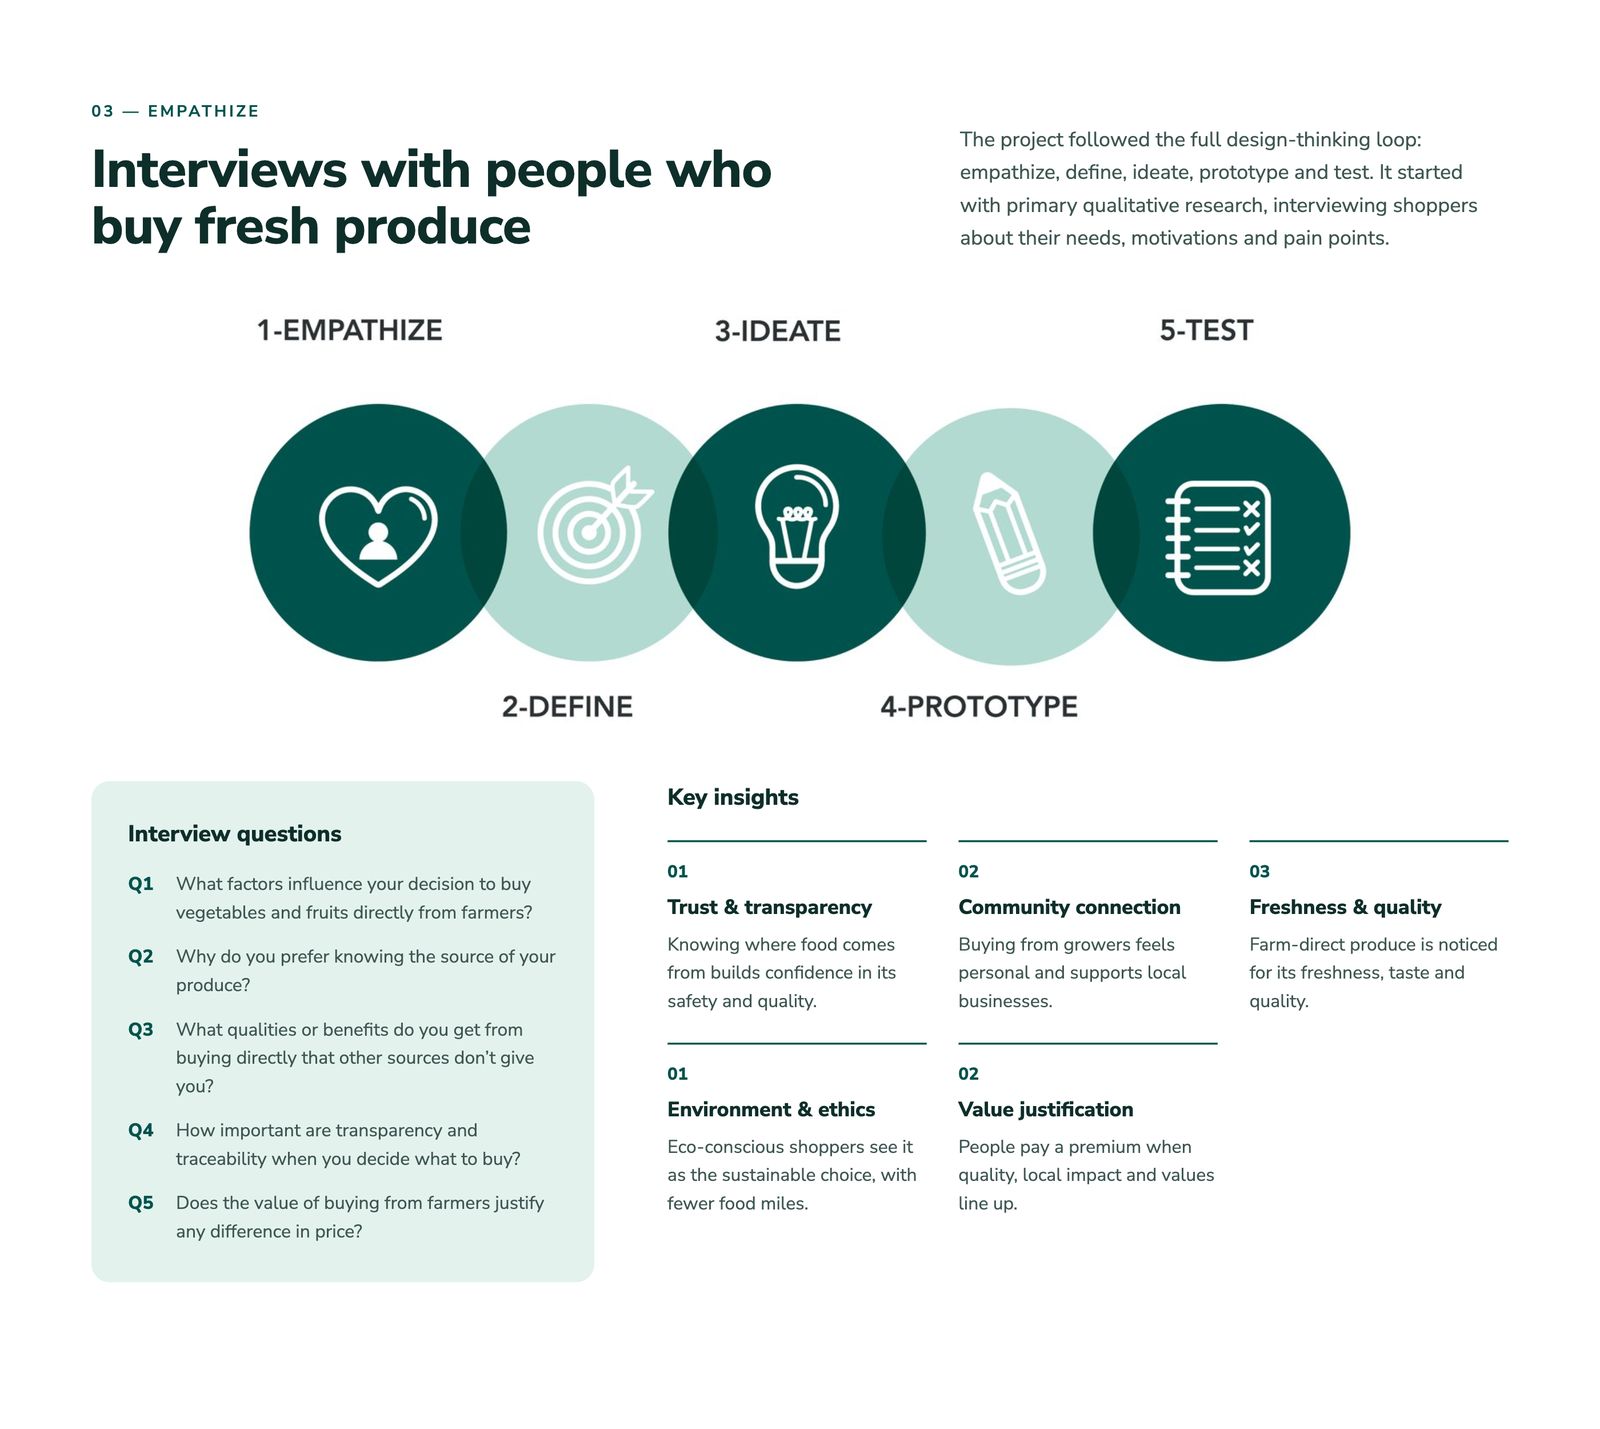 03 — EMPATHIZE
Interviews with people who
buy fresh produce
The project followed the full design-thinking loop:
empathize, define, ideate, prototype and test. It started
with primary qualitative research, interviewing shoppers
about their needs, motivations and pain points.
1-EMPATHIZE
3-IDEATE
5-TEST
2-DEFINE
4-PROTOTYPE
Interview questions
Q1 What factors influence your decision to buy
vegetables and fruits directly from farmers?
Q2 Why do you prefer knowing the source of your
produce?
Q3 What qualities or benefits do you get from
buying directly that other sources don’t give
you?
Q4 How important are transparency and
traceability when you decide what to buy?
Q5 Does the value of buying from farmers justify
any difference in price?
Key insights
01
Trust & transparency
Knowing where food comes
from builds confidence in its
safety and quality.
02
Community connection
Buying from growers feels
personal and supports local
businesses.
03
Freshness & quality
Farm-direct produce is noticed
for its freshness, taste and
quality.
01
Environment & ethics
Eco-conscious shoppers see it
as the sustainable choice, with
fewer food miles.
02
Value justification
People pay a premium when
quality, local impact and values
line up.